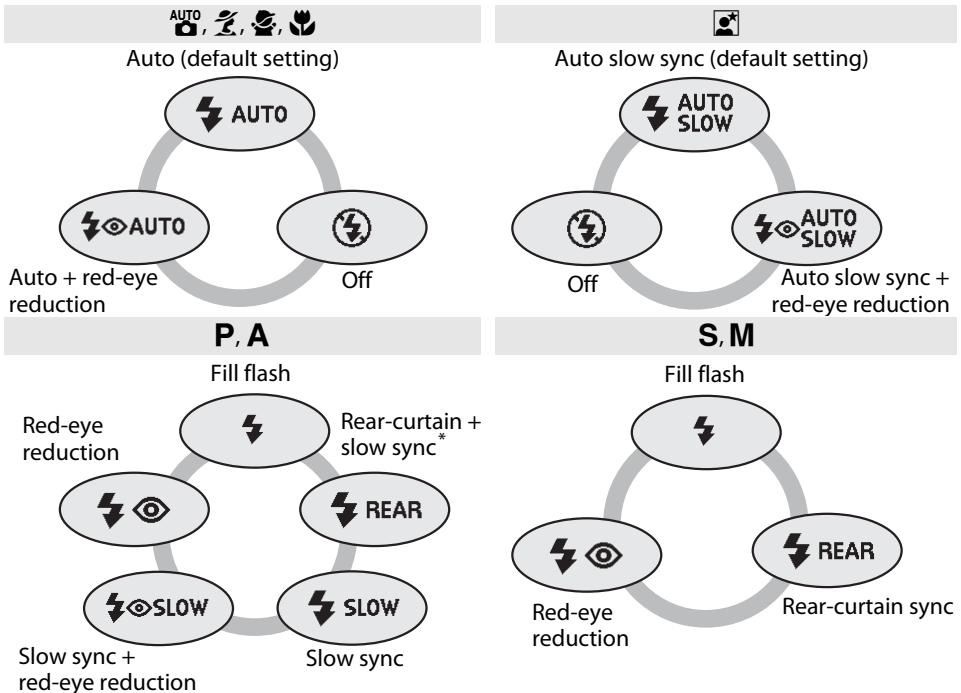 AUTO, , ,
Auto (default setting)
AUTO
AUTO
Auto + red-eye
reduction
Off
Auto slow sync (default setting)
AUTO
SLOW
AUTO
SLOW
Off
Auto slow sync +
red-eye reduction
P, A
Fill flash
Red-eye
reduction
Rear-curtain +
slow sync*
REAR
SLOW
SLOW
Slow sync +
red-eye reduction
Slow sync
S, M
Fill flash
REAR
Red-eye
reduction
Rear-curtain sync